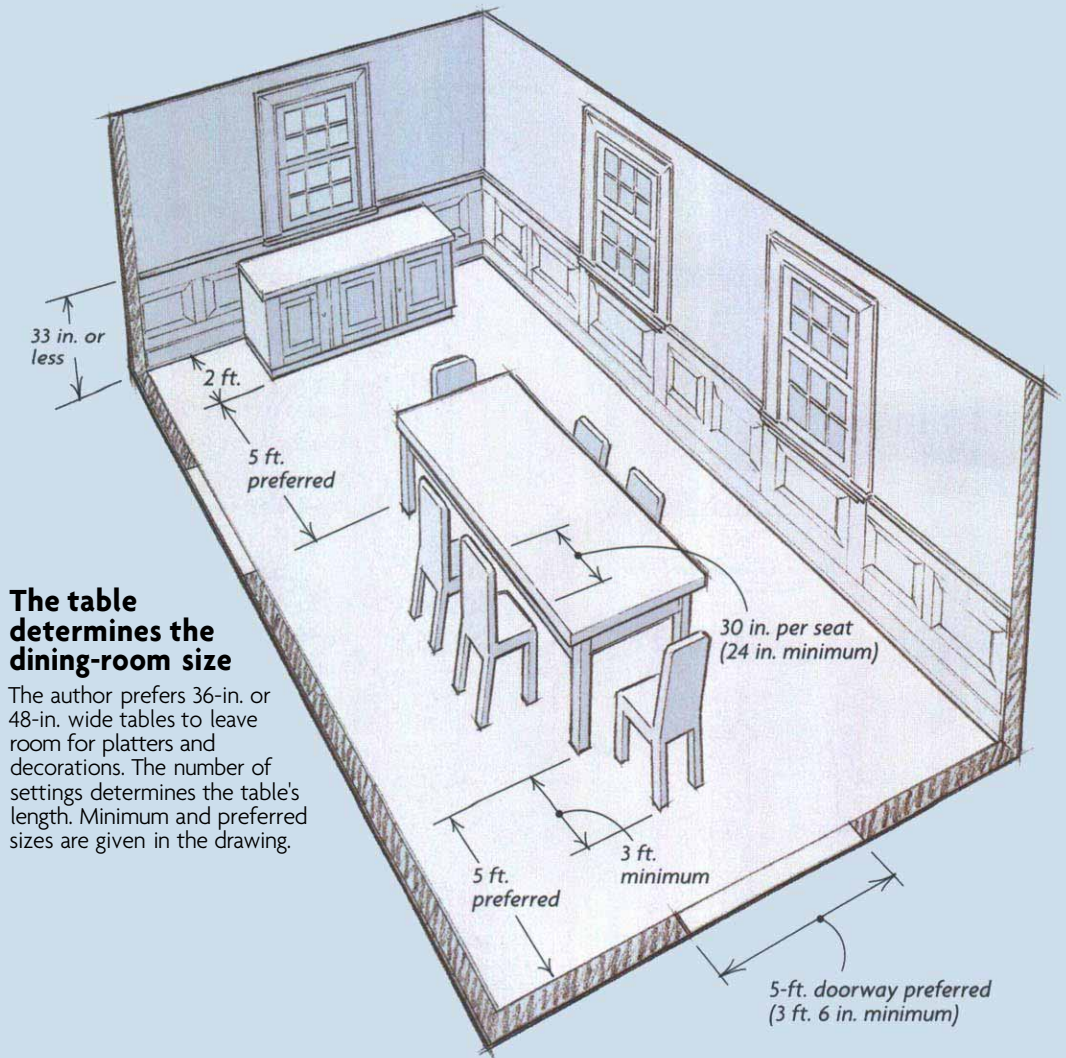 33 in. or
less
2 ft.
5 ft.
preferred
The table
determines the
dining-room size
The author prefers 36-in. or
48-in. wide tables to leave
room for platters and
decorations. The number of
settings determines the table's
length. Minimum and preferred
sizes are given in the drawing.
30 in. per seat
(24 in. minimum)
3 ft.
minimum
5 ft.
preferred
5-ft. doorway preferred
(3 ft. 6 in. minimum)